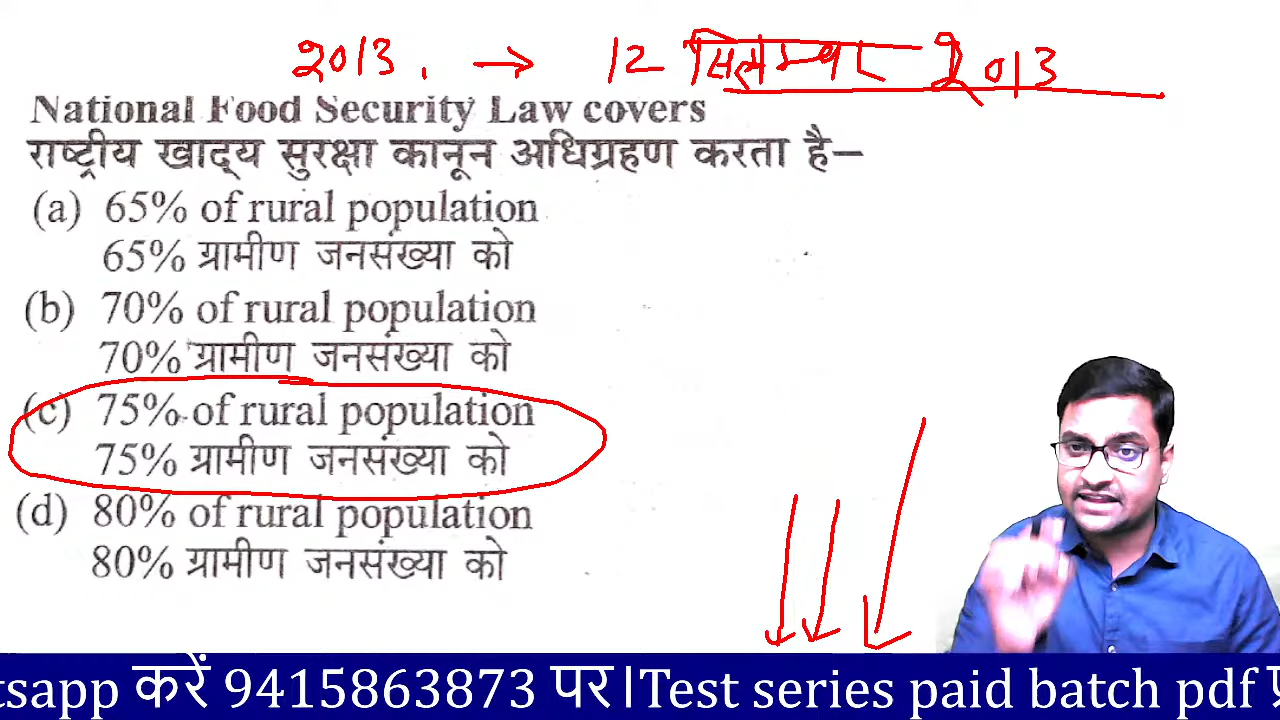 २०13. → 12 सितम्बर २०13
National Food Security Law covers
राष्ट्रीय खाद्य सुरक्षा कानून अधिग्रहण करता है–
(a) 65% of rural population
65% ग्रामीण जनसंख्या को
(b) 70% of rural population
70% ग्रामीण जनसंख्या को
(c) 75% of rural population
75% ग्रामीण जनसंख्या को
(d) 80% of rural population
80% ग्रामीण जनसंख्या को
tsapp करें 9415863873 पर।Test series paid batch pdf